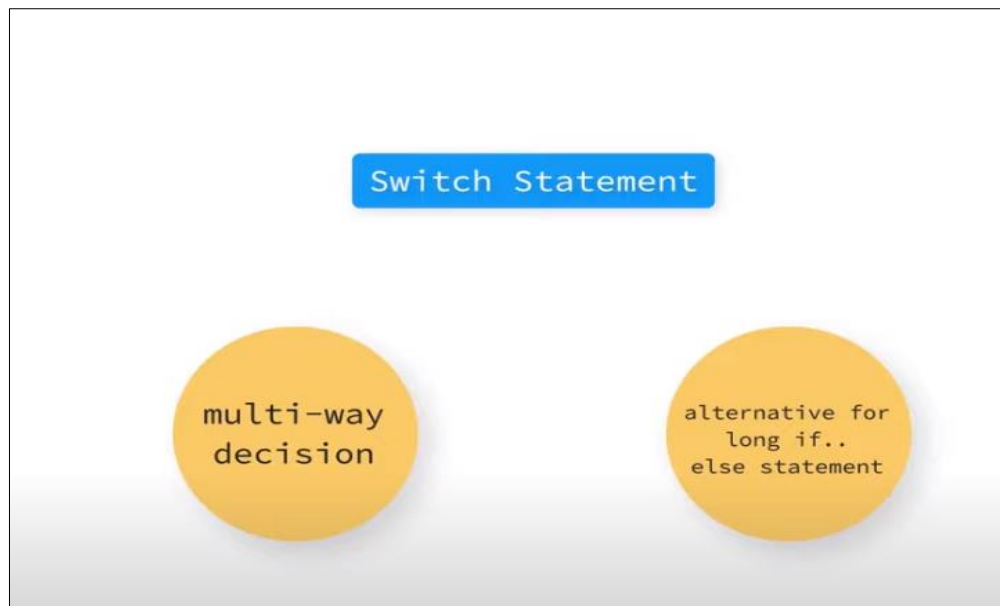 Switch Statement
multi-way
decision
alternative for
long if..
else statement